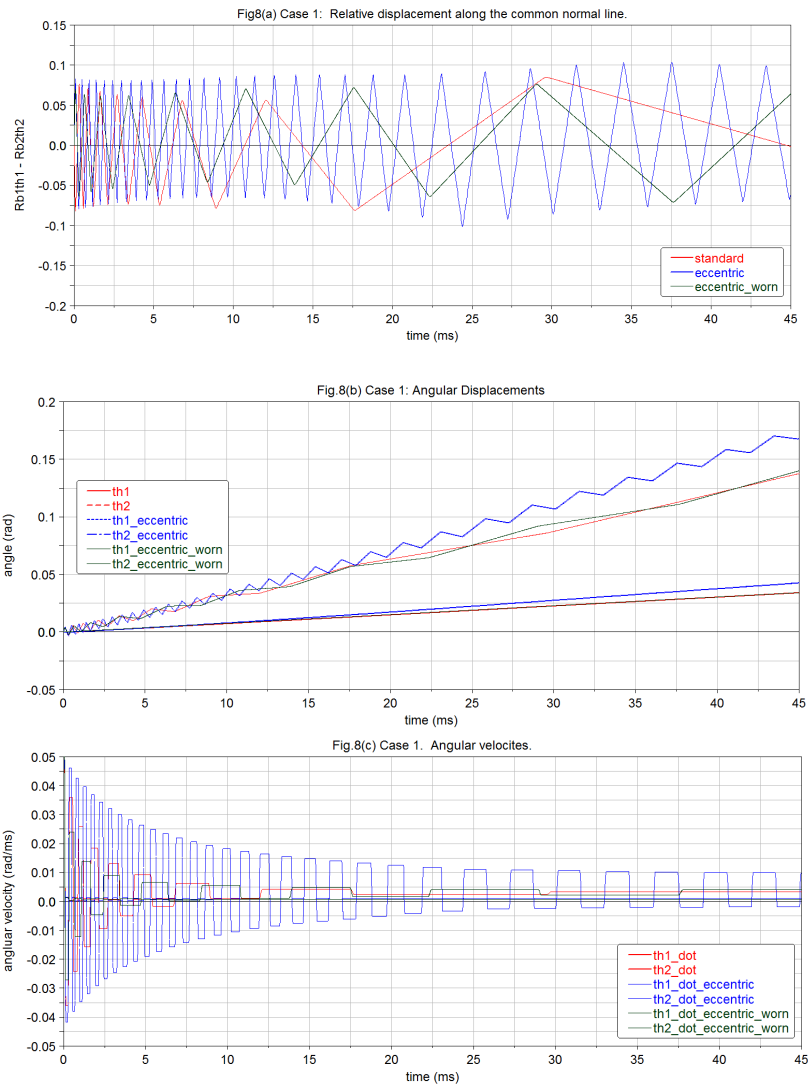 Fig8(a) Case 1: Relative displacement along the common normal line.
0.15
0.1
0.05
0.0
-0.05
-0.1
-0.15
-0.2
Rb1th1 - Rb2th2
standard
eccentric
eccentric_worn
0 5 10 15 20 25 30 35 40 45
time (ms)
Fig.8(b) Case 1: Angular Displacements
0.2
0.15
0.1
0.05
0.0
-0.05
angle (rad)
th1
th2
th1_eccentric
th2_eccentric
th1_eccentric_worn
th2_eccentric_worn
0 5 10 15 20 25 30 35 40 45
time (ms)
Fig.8(c) Case 1. Angular velocites.
0.05
0.04
0.03
0.02
0.01
0.0
-0.01
-0.02
-0.03
-0.04
-0.05
angluar velocity (rad/ms)
th1_dot
th2_dot
th1_dot_eccentric
th2_dot_eccentric
th1_dot_eccentric_worn
th2_dot_eccentric_worn
0 5 10 15 20 25 30 35 40 45
time (ms)